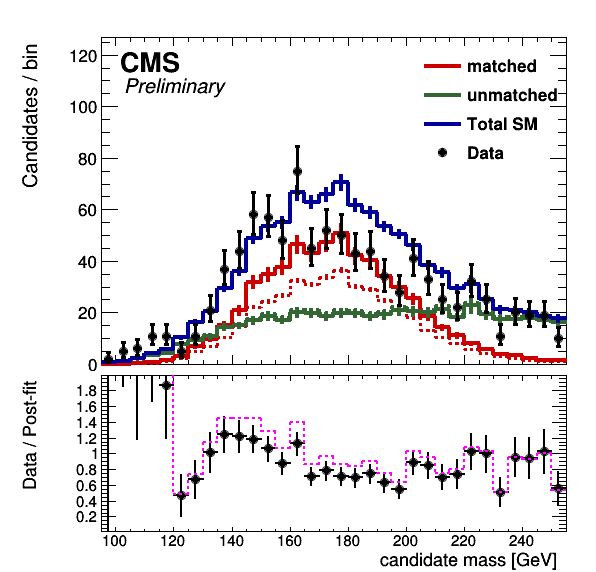 CMS
Preliminary
matched
unmatched
Total SM
Data
Candidates / bin
120
100
80
60
40
20
0
Data / Post-fit
1.8
1.6
1.4
1.2
1
0.8
0.6
0.4
0.2
100 120 140 160 180 200 220 240
candidate mass [GeV]